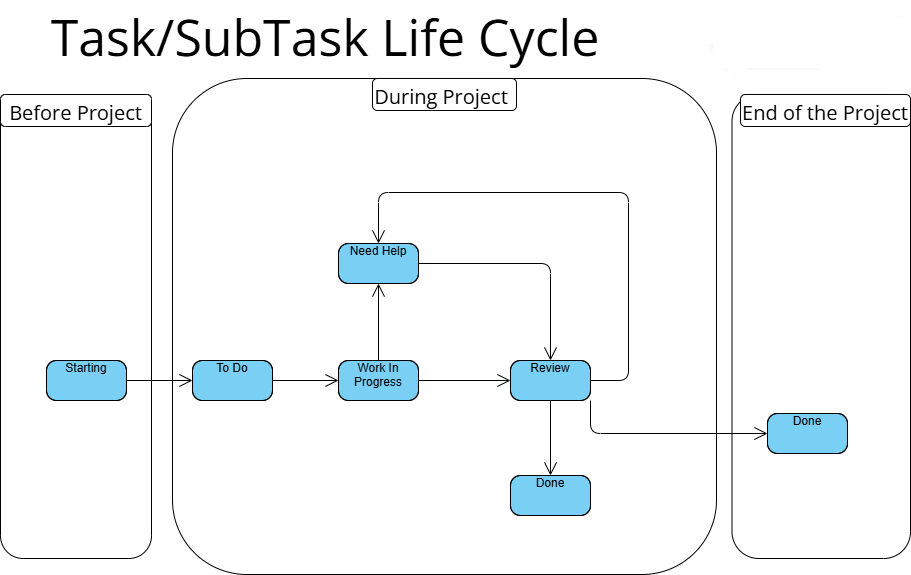 Task/SubTask Life Cycle
Before Project
During Project
End of the Project
Need Help
Starting
To Do
Work In
Progress
Review
Done
Done